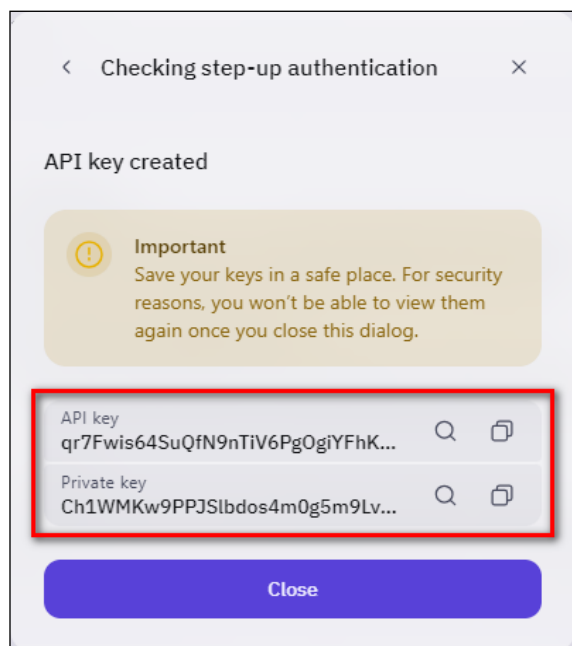 Checking step-up authentication
API key created
Important
Save your keys in a safe place. For security
reasons, you won't be able to view them
again once you close this dialog.
API key
qr7Fwis64SuQfN9nTiV6PgOgiYFhK...
Private key
Ch1WMKw9PPJSlbdos4m0g5m9Lv...
Close